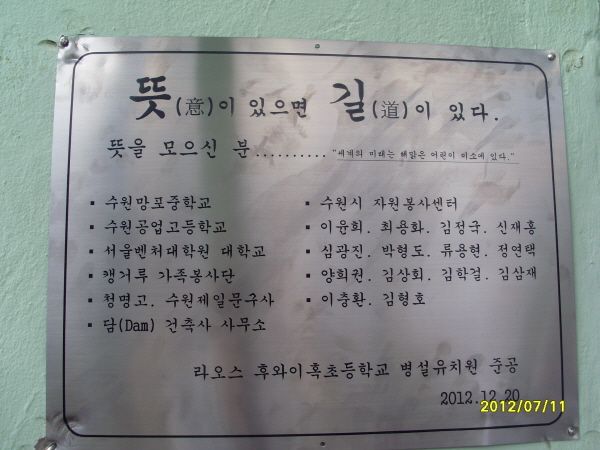 뜻(意)이 있으면 길(道)이 있다.
뜻을 모으신 분.......... "세계의 미래는 해맑은 어린이 미소에 있다."
▪ 수원망포중학교
▪ 수원공업고등학교
▪ 서울벤처대학원 대학교
▪ 캥거루 가족봉사단
▪ 청명고. 수원제일문구사
▪ 담(Dam) 건축사 사무소
▪ 수원시 자원봉사센터
▪ 이윤희. 최용화. 김정국. 신재홍
▪ 심광진. 박형도. 류용현. 정연택
▪ 양희원. 김상회. 김학걸. 김삼재
▪ 이충환. 김형호
라오스 후와이혹초등학교 병설유치원 준공
2012.12.20
2012/07/11